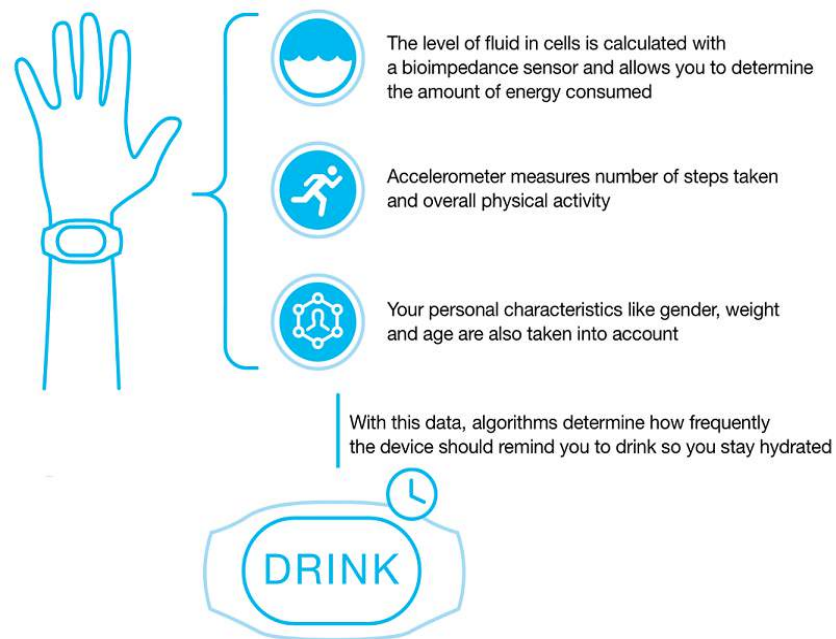 The level of fluid in cells is calculated with
a bioimpedance sensor and allows you to determine
the amount of energy consumed
Accelerometer measures number of steps taken
and overall physical activity
Your personal characteristics like gender, weight
and age are also taken into account
With this data, algorithms determine how frequently
the device should remind you to drink so you stay hydrated
DRINK